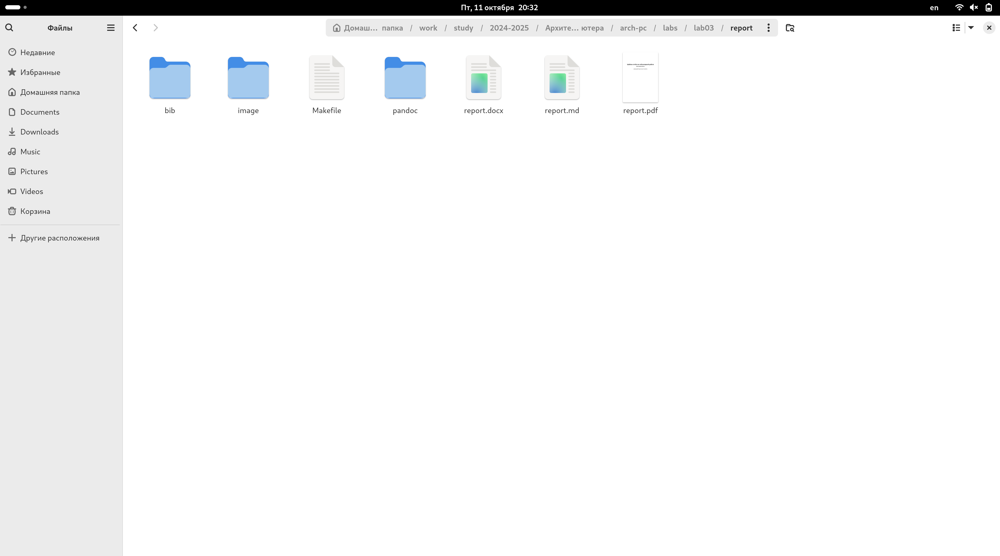 Пт, 11 октября 20:32
en
Файлы
Домаш... папка / work / study / 2024-2025 / Архите... ютера / arch-pc / labs / lab03 / report
Недавние
Избранные
Домашняя папка
Documents
Downloads
Music
Pictures
Videos
Корзина
Другие расположения
bib
image
Makefile
pandoc
report.docx
report.md
report.pdf